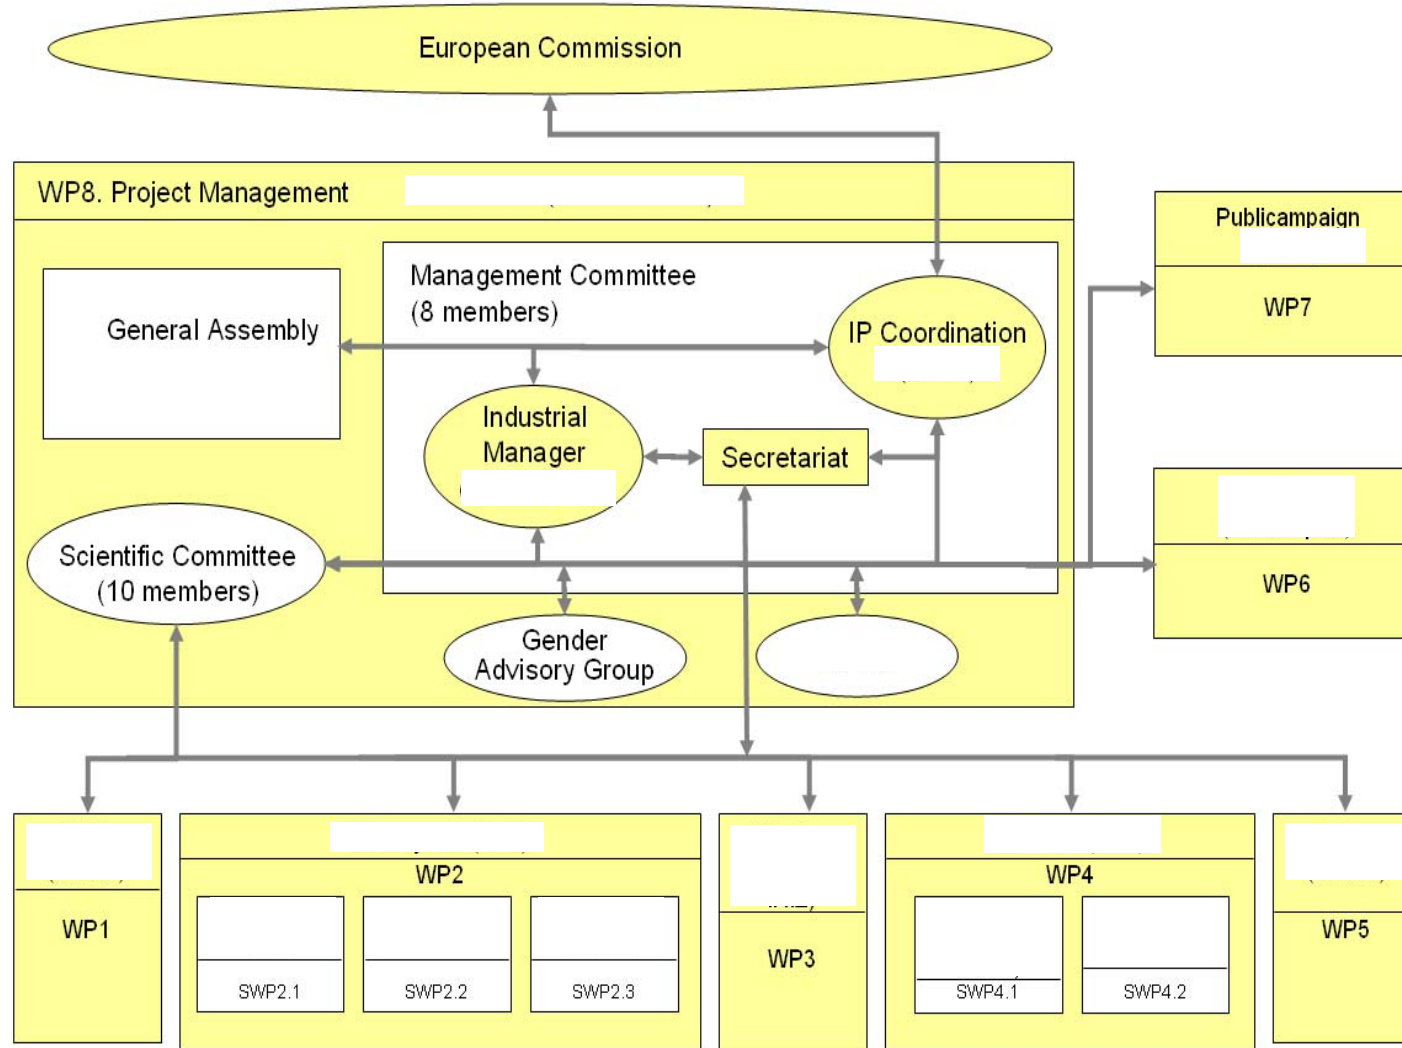 European Commission
WP8. Project Management
Publicampaign
WP7
Management Committee
(8 members)
General Assembly
IP Coordination
Industrial
Manager
Secretariat
Scientific Committee
(10 members)
WP6
Gender
Advisory Group
WP1
WP2
SWP2.1
SWP2.2
SWP2.3
WP3
WP4
SWP4.1
SWP4.2
WP5